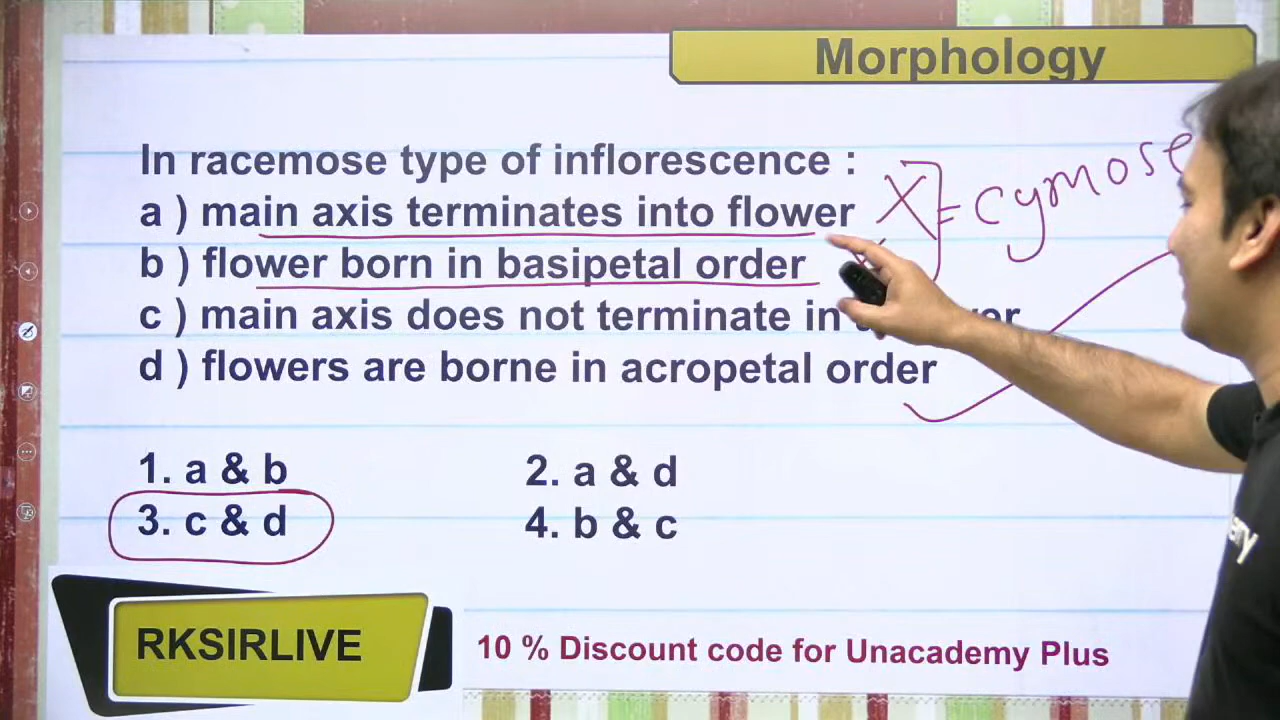 Morphology
In racemose type of inflorescence :
a ) main axis terminates into flower X = cymose
b ) flower born in basipetal order
c ) main axis does not terminate in
d ) flowers are borne in acropetal order
1. a & b 2. a & d
3. c & d 4. b & c
RKSIRLIVE
10 % Discount code for Unacademy Plus